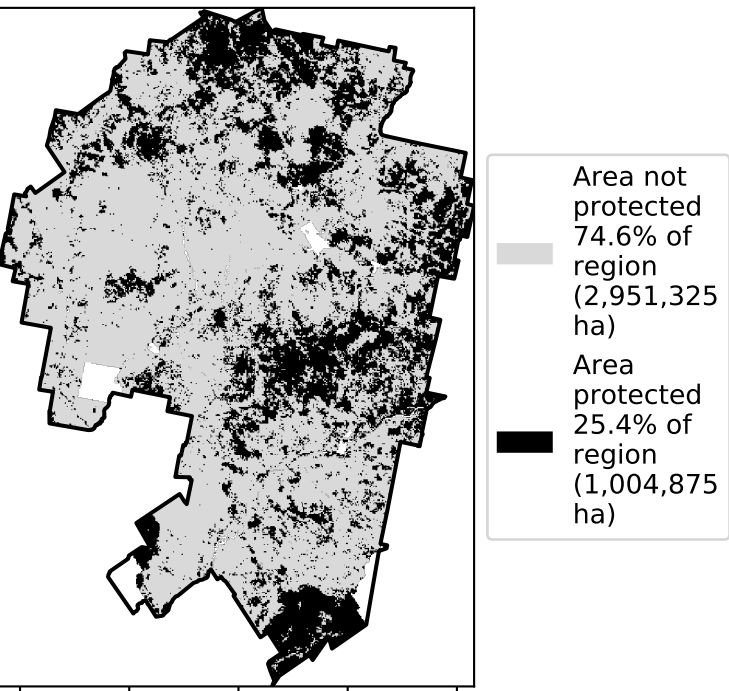 Area not
protected
74.6% of
region
(2,951,325
ha)
Area
protected
25.4% of
region
(1,004,875
ha)